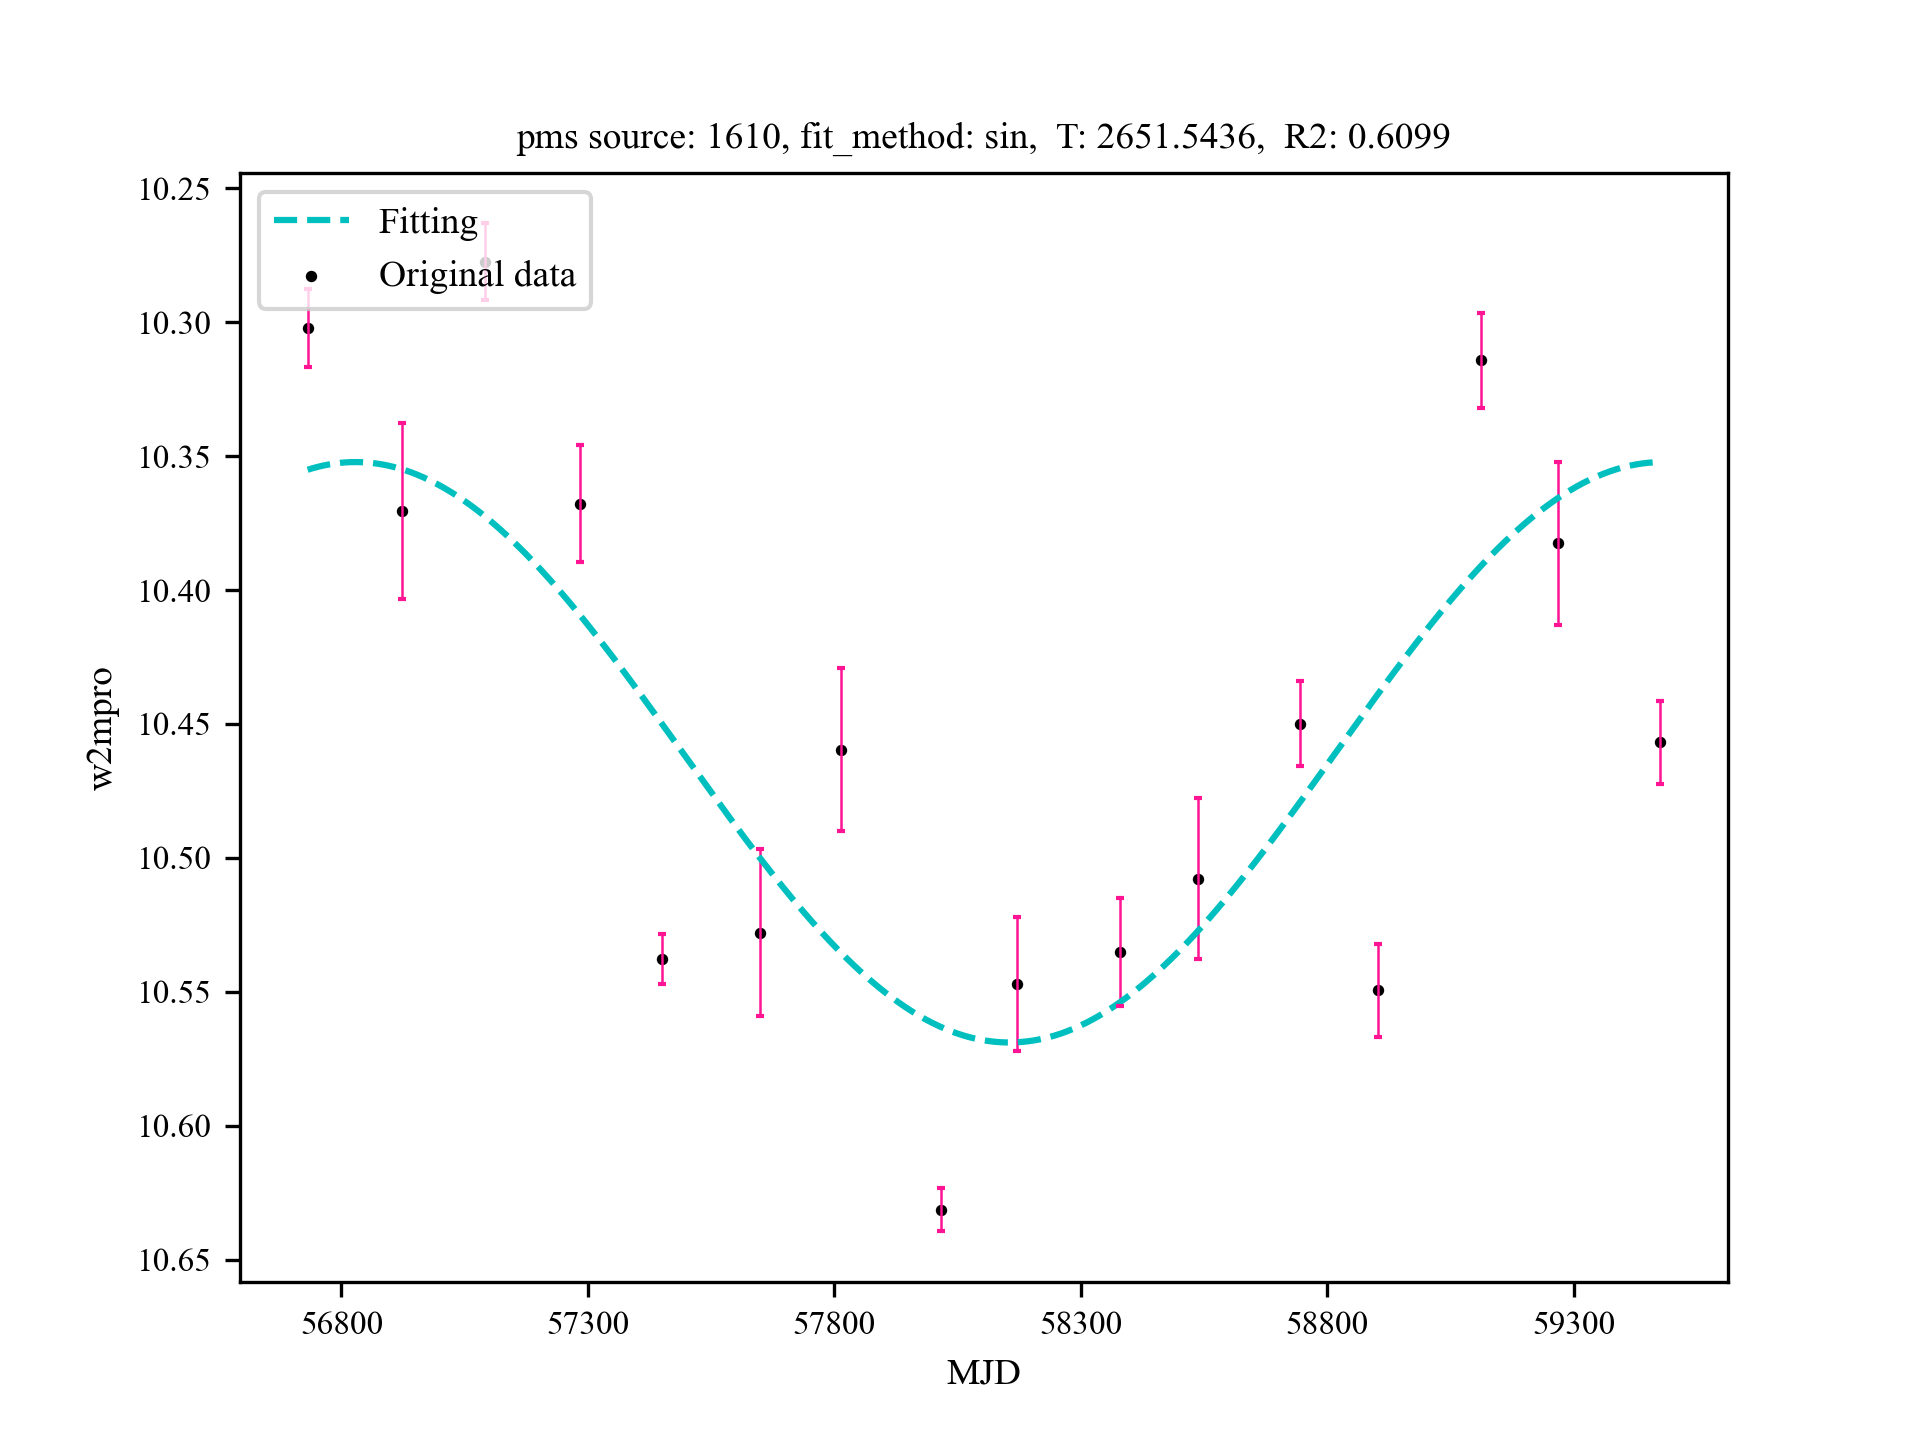 pms source: 1610, fit_method: sin,  T: 2651.5436,  R2: 0.6099
Fitting
Original data
10.25
10.30
10.35
10.40
10.45
10.50
10.55
10.60
10.65
w2mpro
56800 57300 57800 58300 58800 59300
MJD